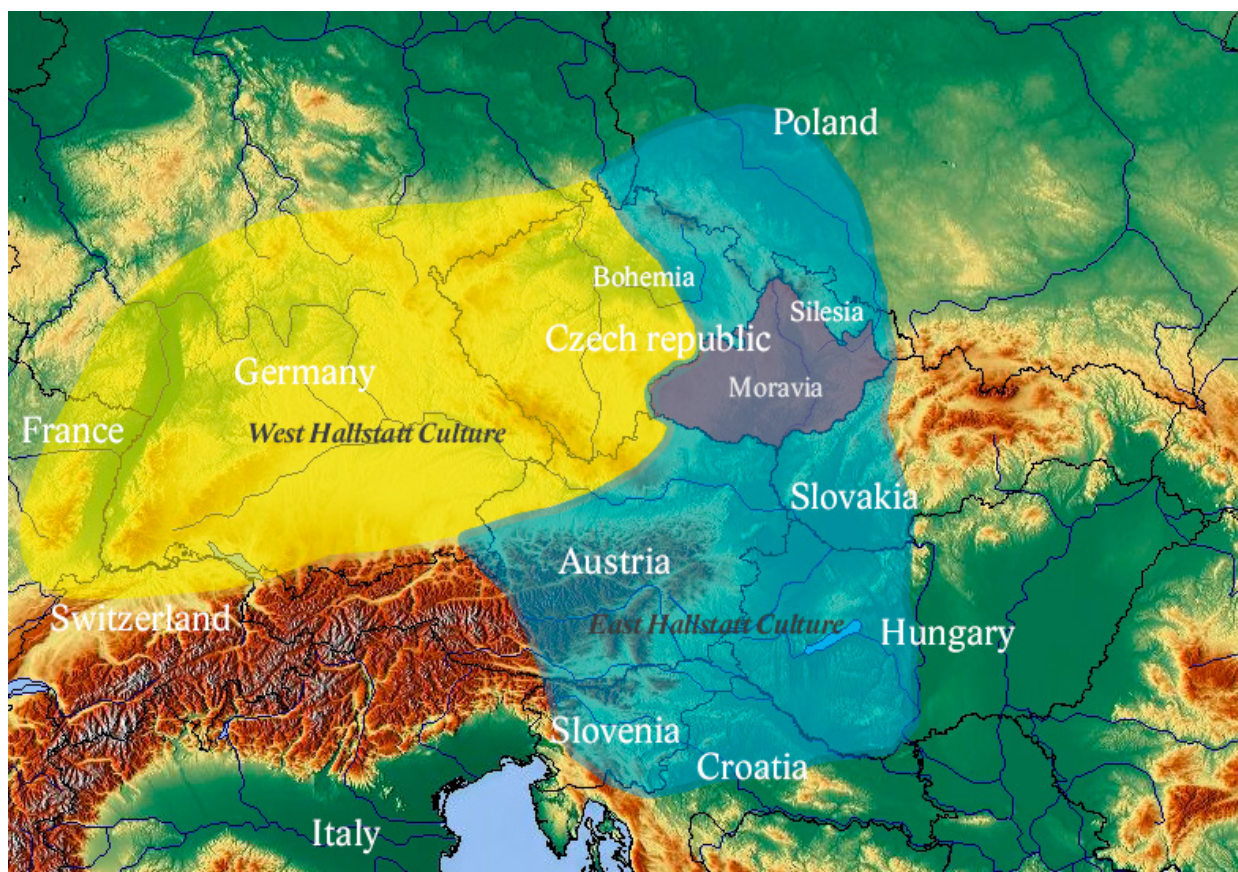 Poland
Bohemia
Silesia
Czech republic
Germany
Moravia
France
West Hallstatt Culture
Slovakia
Austria
Switzerland
East Hallstatt Culture
Hungary
Slovenia
Croatia
Italy